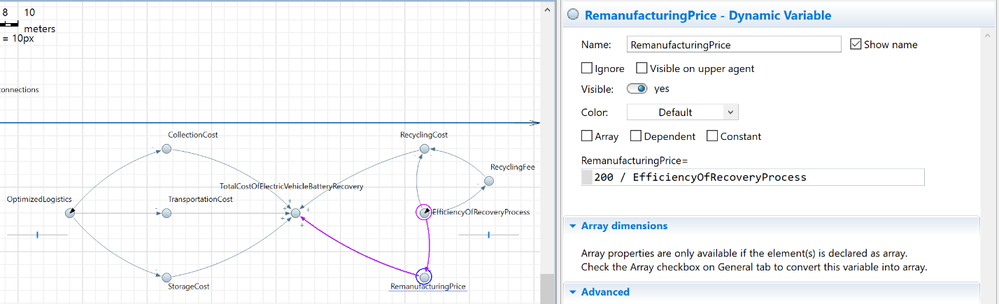 8 10
meters
= 10px
connections
CollectionCost
RecyclingCost
RecyclingFee
TotalCostOfElectricVehicleBatteryRecovery
OptimizedLogistics
TransportationCost
EfficiencyOfRecoveryProcess
StorageCost
RemanufacturingPrice
RemanufacturingPrice - Dynamic Variable
Name: RemanufacturingPrice Show name
Ignore Visible on upper agent
Visible: yes
Color: Default
Array Dependent Constant
RemanufacturingPrice=
200 / EfficiencyOfRecoveryProcess
Array dimensions
Array properties are only available if the element(s) is declared as array.
Check the Array checkbox on General tab to convert this variable into array.
Advanced